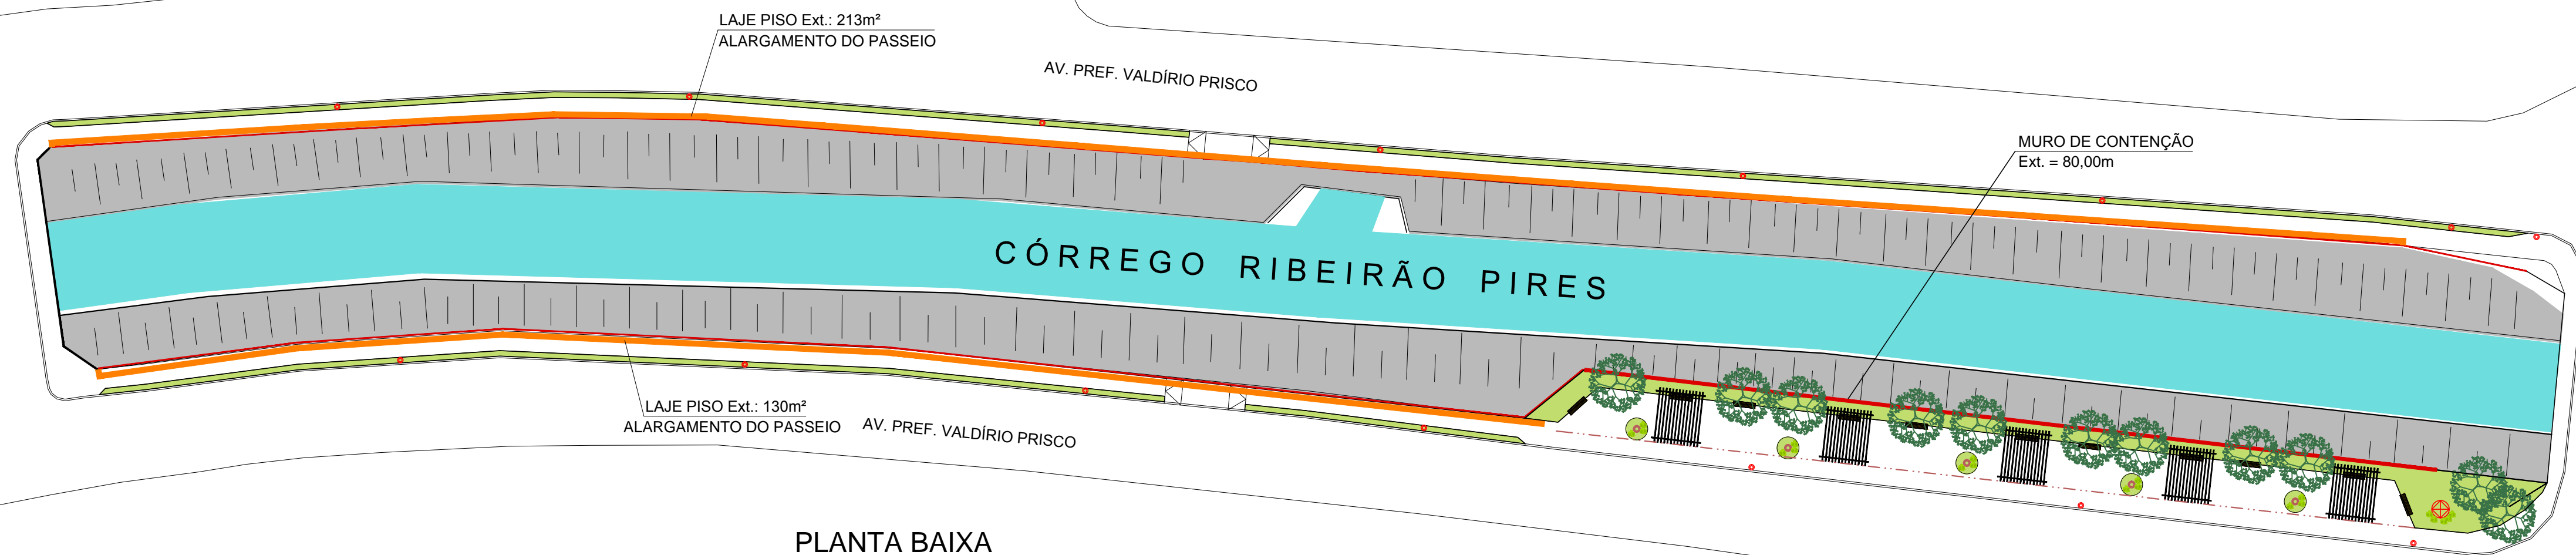 LAJE PISO Ext.: 213m²
ALARGAMENTO DO PASSEIO
AV. PREF. VALDÍRIO PRISCO
MURO DE CONTENÇÃO
Ext. = 80,00m
CÓRREGO RIBEIRÃO PIRES
LAJE PISO Ext.: 130m²
ALARGAMENTO DO PASSEIO
AV. PREF. VALDÍRIO PRISCO
PLANTA BAIXA